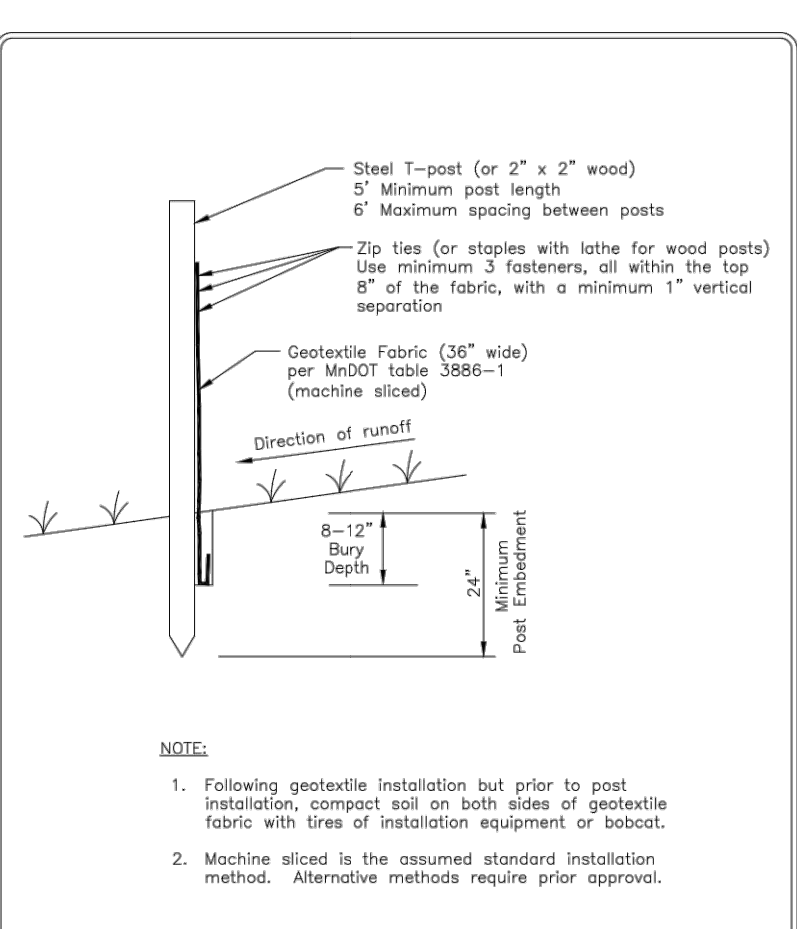 Steel T-post (or 2" x 2" wood)
5' Minimum post length
6' Maximum spacing between posts
Zip ties (or staples with lathe for wood posts)
Use minimum 3 fasteners, all within the top
8" of the fabric, with a minimum 1" vertical
separation
Geotextile Fabric (36" wide)
per MnDOT table 3886-1
(machine sliced)
Direction of runoff
8-12"
Bury
Depth
24"
Minimum
Post Embedment
NOTE:
1. Following geotextile installation but prior to post
installation, compact soil on both sides of geotextile
fabric with tires of installation equipment or bobcat.
2. Machine sliced is the assumed standard installation
method. Alternative methods require prior approval.